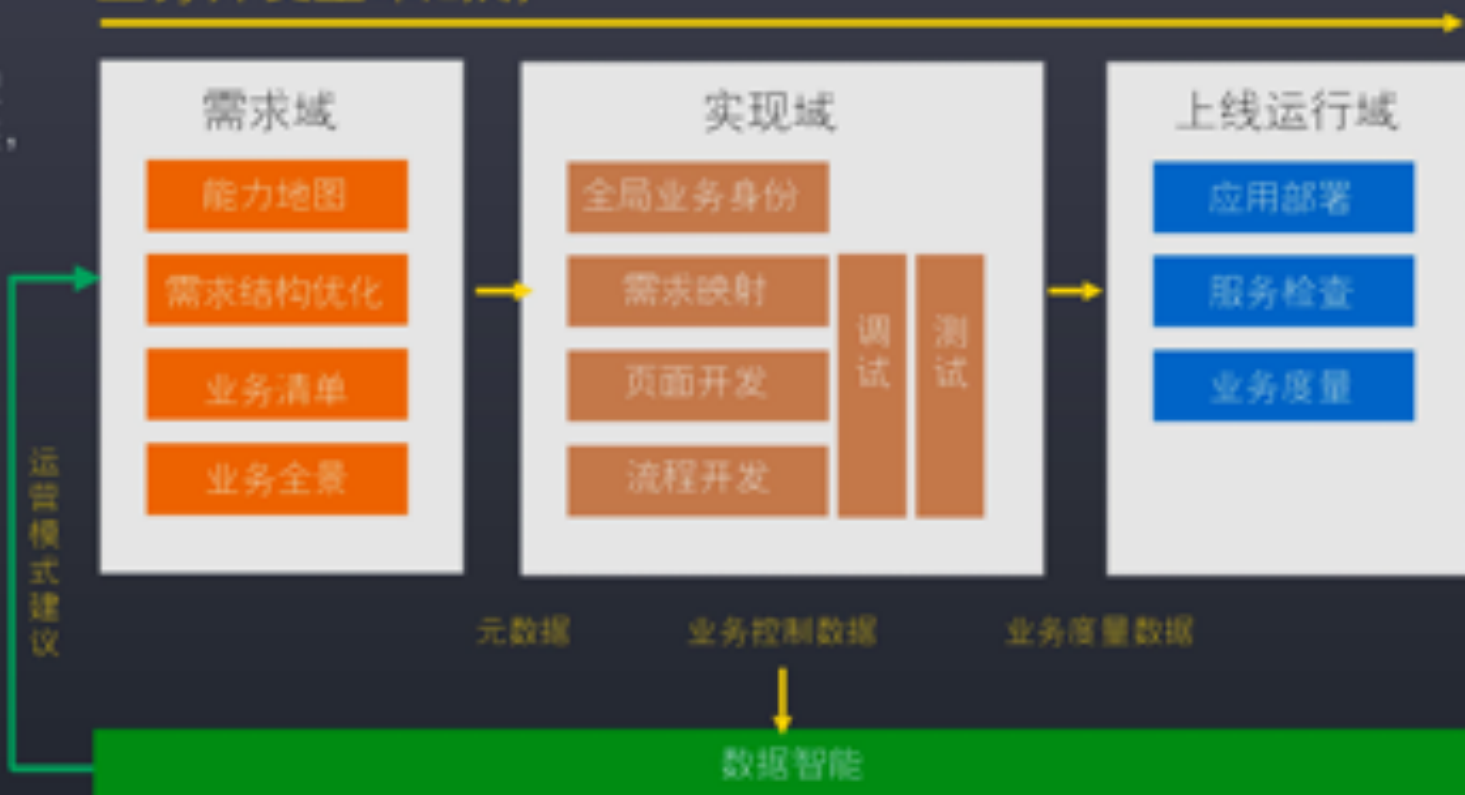 需求域
能力地图
需求结构优化
业务清单
业务全景
实现域
全局业务身份
需求映射
页面开发
流程开发
调试
测试
上线运行域
应用部署
服务检查
业务度量
运营模式建议
元数据
业务控制数据
业务度量数据
数据智能